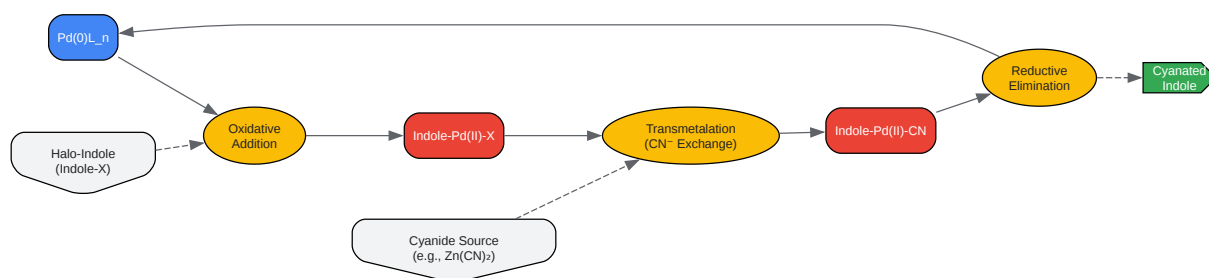 Pd(0)L_n
Halo-Indole
(Indole-X)
Oxidative
Addition
Indole-Pd(II)-X
Cyanide Source
(e.g., Zn(CN)₂)
Transmetalation
(CN⁻ Exchange)
Indole-Pd(II)-CN
Reductive
Elimination
Cyanated
Indole